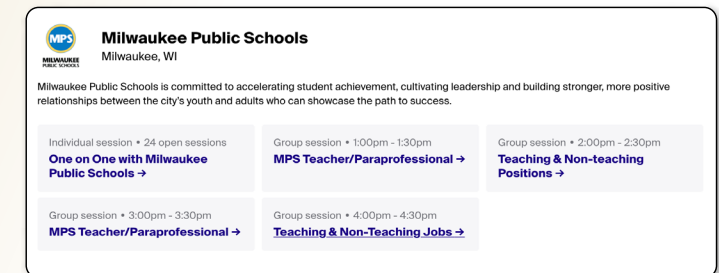 MPS
MILWAUKEE
PUBLIC SCHOOLS
Milwaukee Public Schools
Milwaukee, WI
Milwaukee Public Schools is committed to accelerating student achievement, cultivating leadership and building stronger, more positive
relationships between the city's youth and adults who can showcase the path to success.
Individual session • 24 open sessions
One on One with Milwaukee
Public Schools →
Group session • 1:00pm - 1:30pm
MPS Teacher/Paraprofessional →
Group session • 2:00pm - 2:30pm
Teaching & Non-teaching
Positions →
Group session • 3:00pm - 3:30pm
MPS Teacher/Paraprofessional →
Group session • 4:00pm - 4:30pm
Teaching & Non-Teaching Jobs →